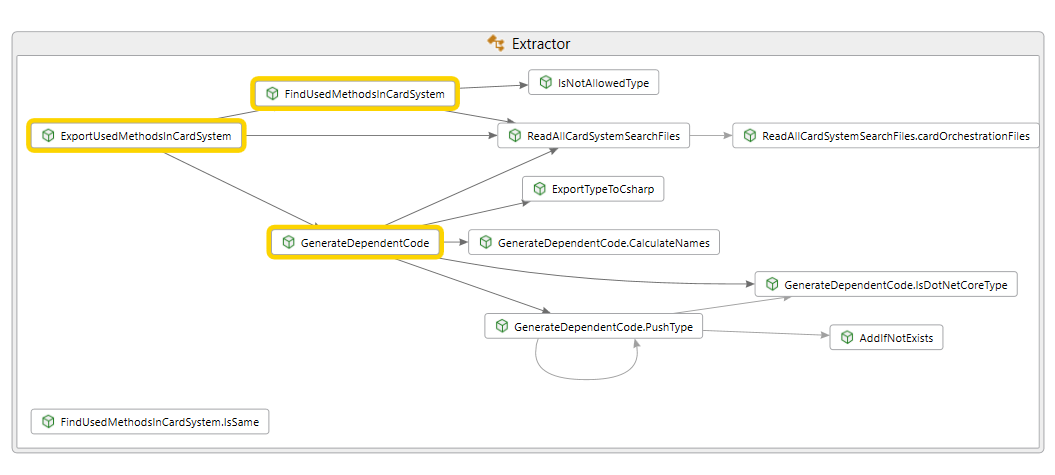 Extractor
IsNotAllowedType
FindUsedMethodsInCardSystem
ExportUsedMethodsInCardSystem
ReadAllCardSystemSearchFiles
ReadAllCardSystemSearchFiles.cardOrchestrationFiles
ExportTypeToCsharp
GenerateDependentCode
GenerateDependentCode.CalculateNames
GenerateDependentCode.IsDotNetCoreType
GenerateDependentCode.PushType
AddIfNotExists
FindUsedMethodsInCardSystem.IsSame